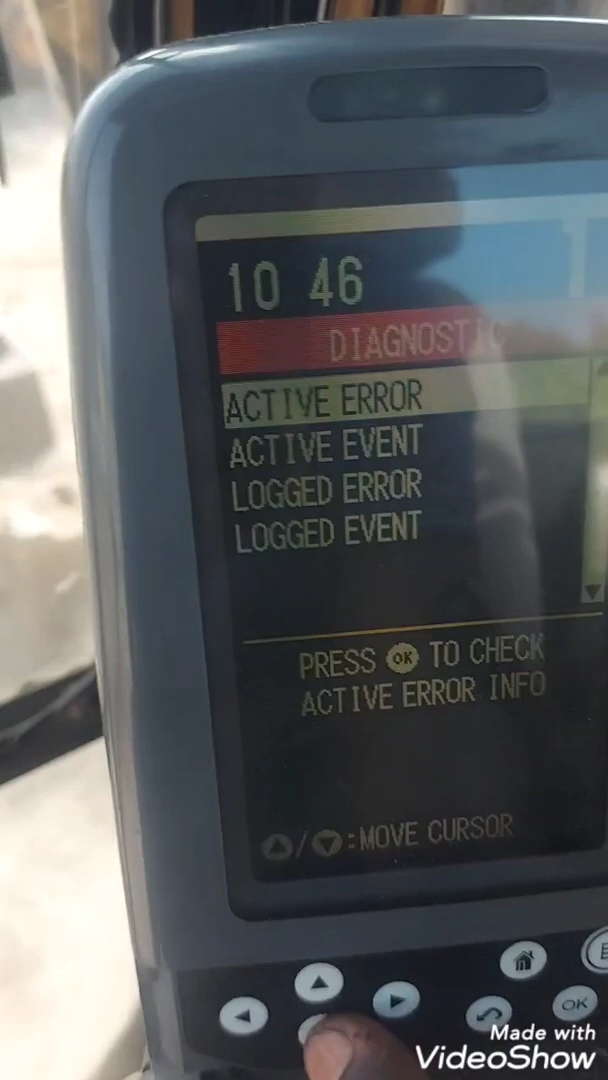 10 46
DIAGNOSTIC
ACTIVE ERROR
ACTIVE EVENT
LOGGED ERROR
LOGGED EVENT
PRESS OK TO CHECK
ACTIVE ERROR INFO
▲/▼:MOVE CURSOR
OK
Made with
VideoShow